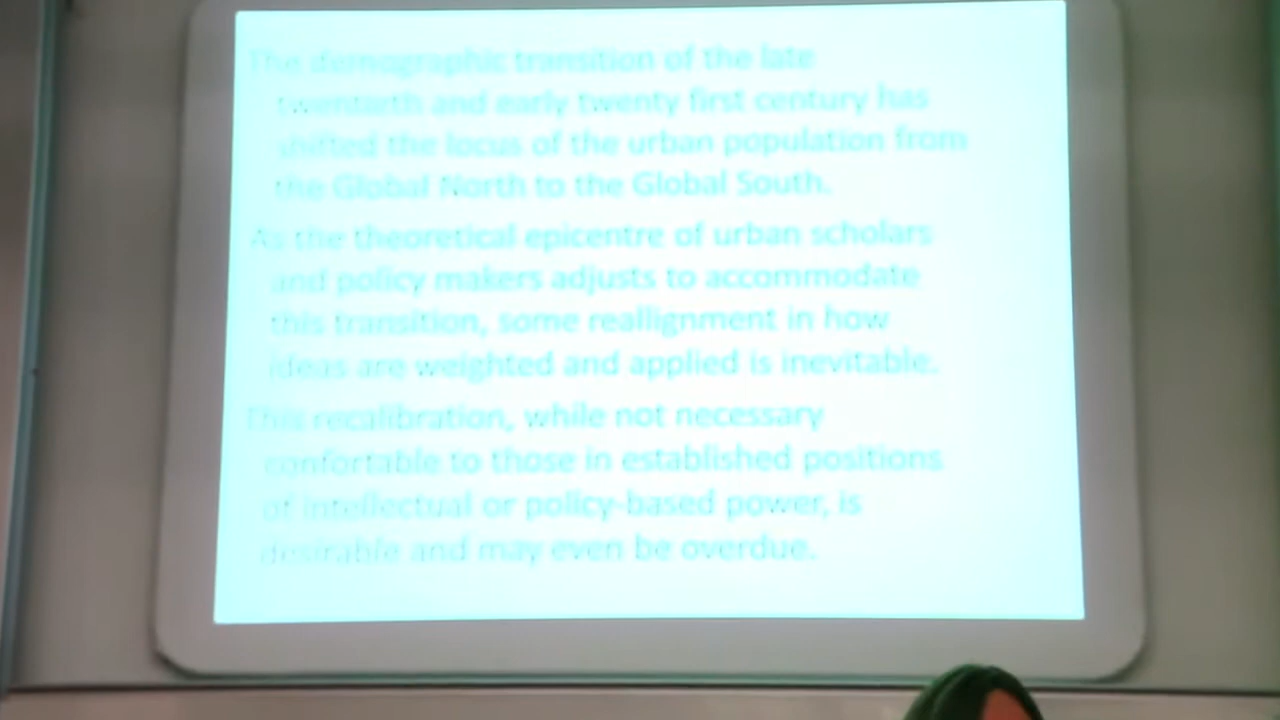 The demographic transition of the late
twentieth and early twenty first century has
shifted the locus of the urban population from
the Global North to the Global South.
As the theoretical epicentre of urban scholars
and policy makers adjusts to accommodate
this transition, some reallignment in how
ideas are weighted and applied is inevitable.
This recalibration, while not necessary
confortable to those in established positions
of intellectual or policy-based power, is
desirable and may even be overdue.